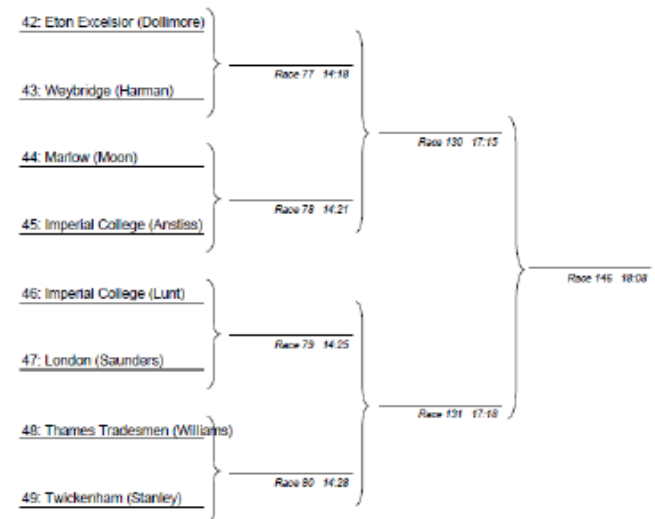 42: Eton Excelsior (Dollimore)
Race 77 14:18
43: Weybridge (Harman)
Race 130 17:15
44: Marlow (Moon)
Race 78 14:21
45: Imperial College (Anstiss)
Race 146 18:08
46: Imperial College (Lunt)
Race 79 14:25
47: London (Saunders)
Race 131 17:18
48: Thames Tradesmen (Williams)
Race 80 14:28
49: Twickenham (Stanley)